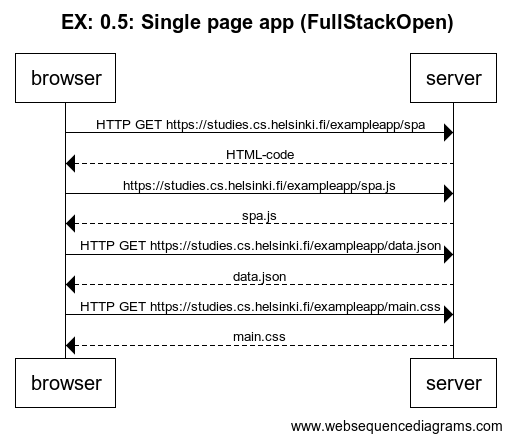 EX: 0.5: Single page app (FullStackOpen)
browser server
HTTP GET https://studies.cs.helsinki.fi/exampleapp/spa
HTML-code
https://studies.cs.helsinki.fi/exampleapp/spa.js
spa.js
HTTP GET https://studies.cs.helsinki.fi/exampleapp/data.json
data.json
HTTP GET https://studies.cs.helsinki.fi/exampleapp/main.css
main.css
browser server
www.websequencediagrams.com